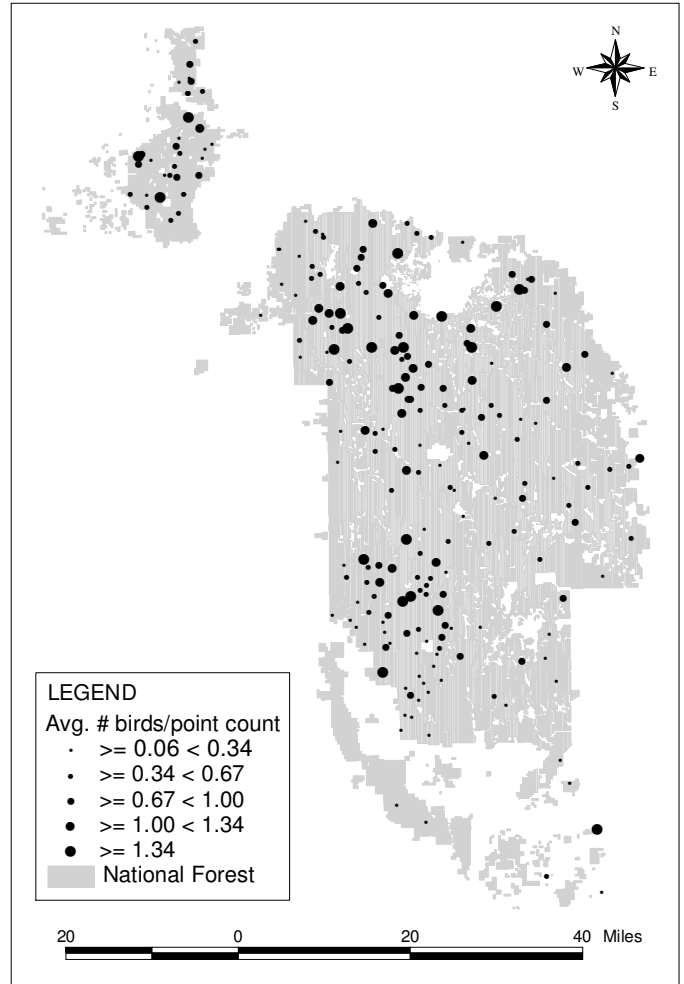 N
W E
S
LEGEND
Avg. # birds/point count
>= 0.06 < 0.34
>= 0.34 < 0.67
>= 0.67 < 1.00
>= 1.00 < 1.34
>= 1.34
National Forest
20 0 20 40 Miles